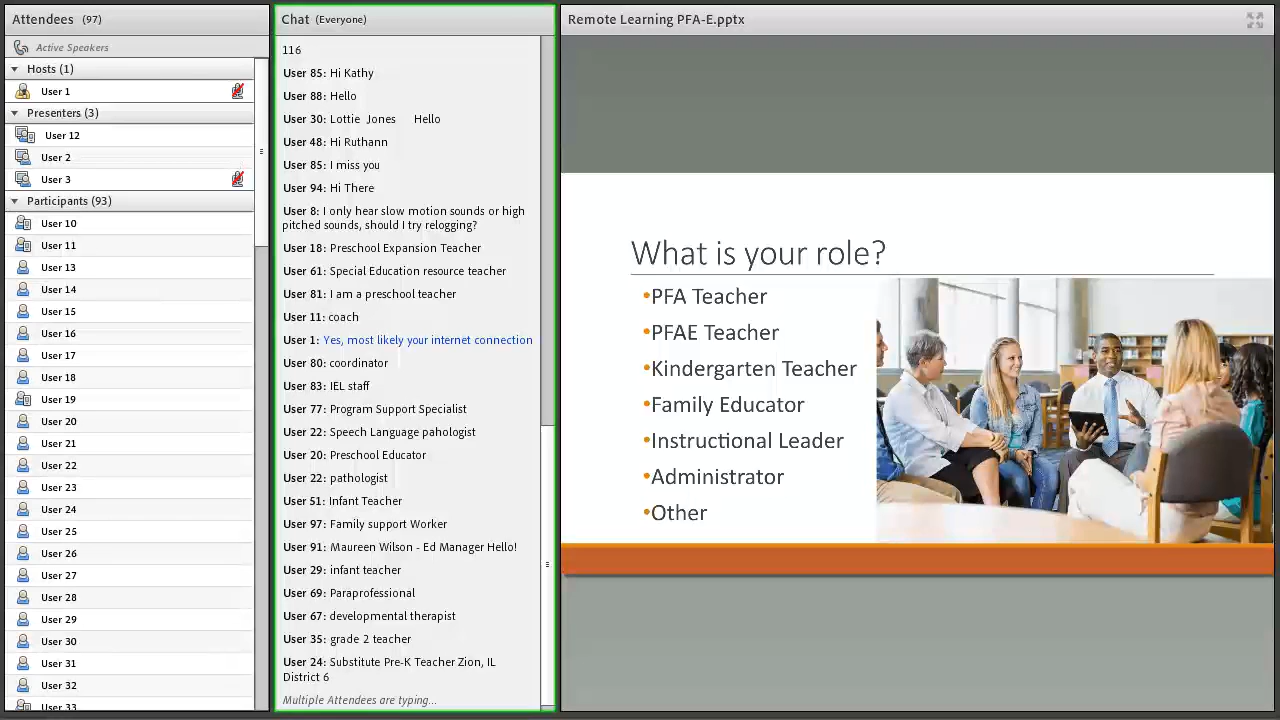 Attendees (97)
Active Speakers
Hosts (1)
User 1
Presenters (3)
User 12
User 2
User 3
Participants (93)
User 10
User 11
User 13
User 14
User 15
User 16
User 17
User 18
User 19
User 20
User 21
User 22
User 23
User 24
User 25
User 26
User 27
User 28
User 29
User 30
User 31
User 32
User 33
Chat (Everyone)
116
User 85: Hi Kathy
User 88: Hello
User 30: Lottie Jones Hello
User 48: Hi Ruthann
User 85: I miss you
User 94: Hi There
User 8: I only hear slow motion sounds or high
pitched sounds, should I try relogging?
User 18: Preschool Expansion Teacher
User 61: Special Education resource teacher
User 81: I am a preschool teacher
User 11: coach
User 1: Yes, most likely your internet connection
User 80: coordinator
User 83: IEL staff
User 77: Program Support Specialist
User 22: Speech Language pahologist
User 20: Preschool Educator
User 22: pathologist
User 51: Infant Teacher
User 97: Family support Worker
User 91: Maureen Wilson - Ed Manager Hello!
User 29: infant teacher
User 69: Paraprofessional
User 67: developmental therapist
User 35: grade 2 teacher
User 24: Substitute Pre-K Teacher Zion, IL
District 6
Multiple Attendees are typing...
Remote Learning PFA-E.pptx
What is your role?
•PFA Teacher
•PFAE Teacher
•Kindergarten Teacher
•Family Educator
•Instructional Leader
•Administrator
•Other